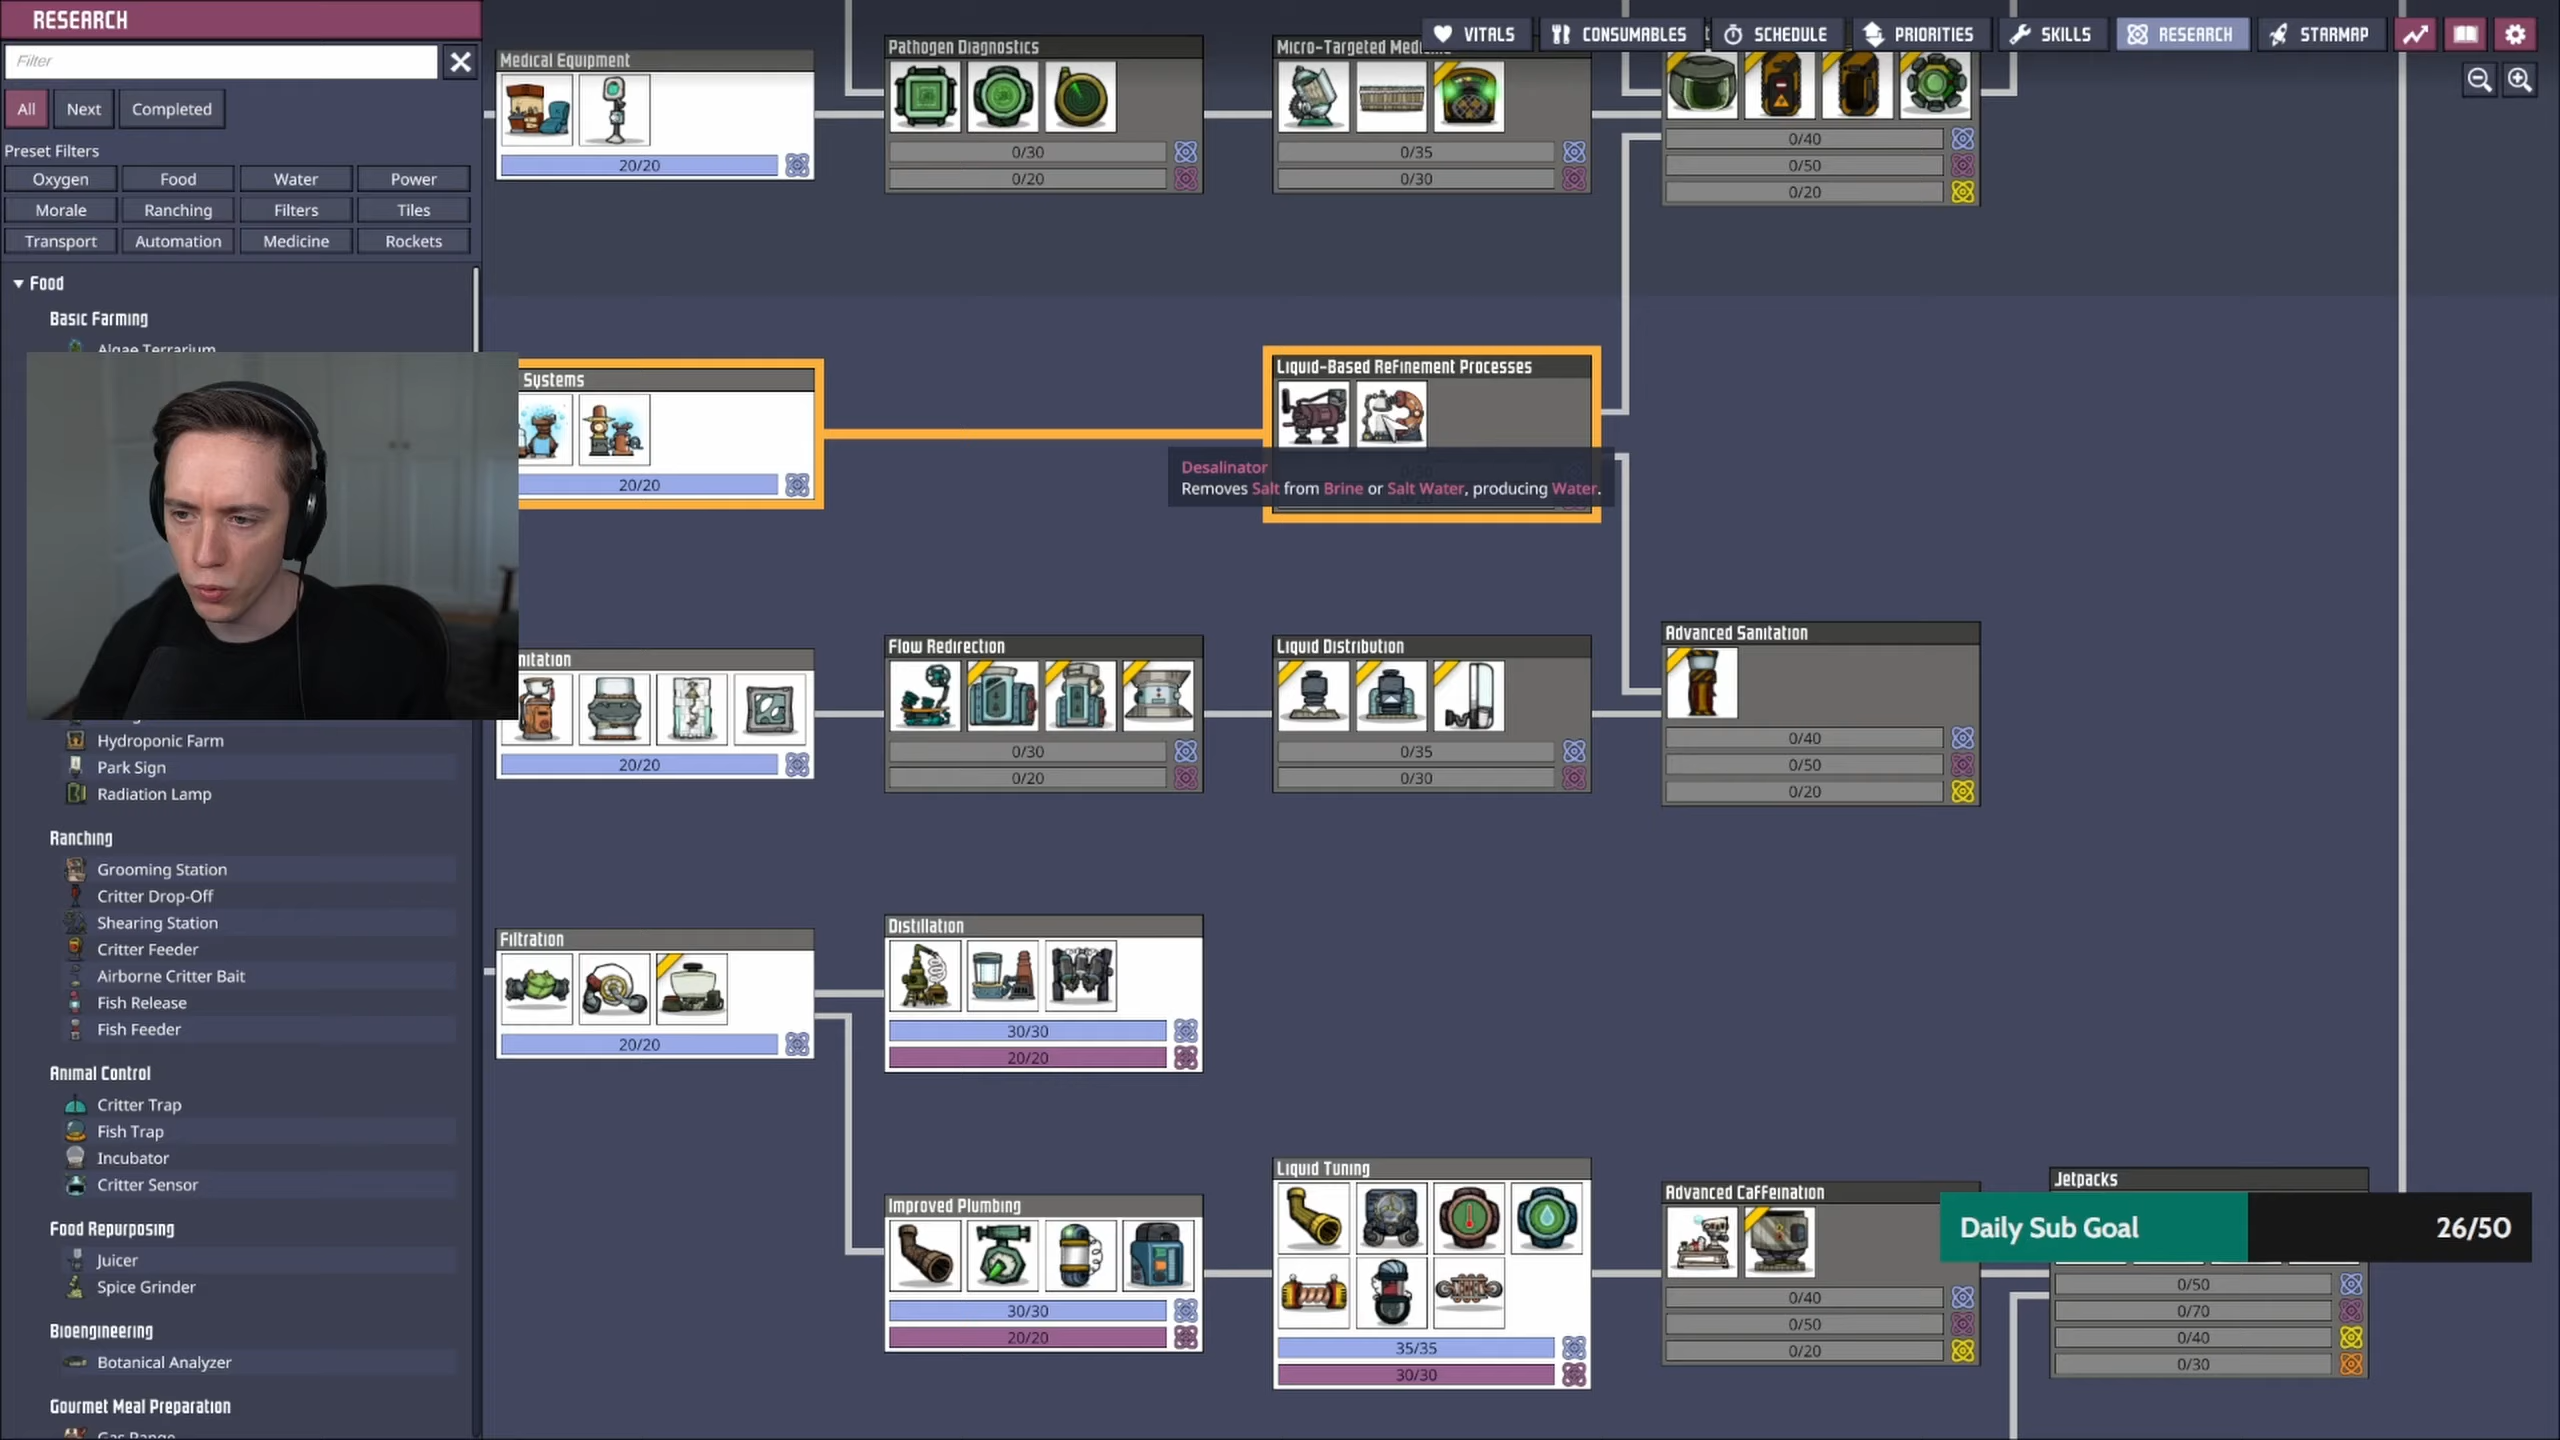 RESEARCH
Filter
All
Next
Completed
Preset Filters
Oxygen
Food
Water
Power
Morale
Ranching
Filters
Tiles
Transport
Automation
Medicine
Rockets
Food
Basic Farming
Algae Terrarium
Hydroponic Farm
Park Sign
Radiation Lamp
Ranching
Grooming Station
Critter Drop-Off
Shearing Station
Critter Feeder
Airborne Critter Bait
Fish Release
Fish Feeder
Animal Control
Critter Trap
Fish Trap
Incubator
Critter Sensor
Food Repurposing
Juicer
Spice Grinder
Bioengineering
Botanical Analyzer
Gourmet Meal Preparation
Gas Range
VITALS
CONSUMABLES
SCHEDULE
PRIORITIES
SKILLS
RESEARCH
STARMAP
Medical Equipment
20/20
Pathogen Diagnostics
0/30
0/20
Micro-Targeted
0/35
0/30
0/40
0/50
0/20
Systems
20/20
Liquid-Based Refinement Processes
Desalinator
Removes Salt from Brine or Salt Water, producing Water.
20/20
Flow Redirection
0/30
0/20
Liquid Distribution
0/35
0/30
Advanced Sanitation
0/40
0/50
0/20
Filtration
20/20
Distillation
30/30
20/20
Improved Plumbing
30/30
20/20
Liquid Tuning
35/35
30/30
Advanced Caffeination
0/40
0/50
0/20
Jetpacks
0/50
0/70
0/40
0/30
Daily Sub Goal
26/50